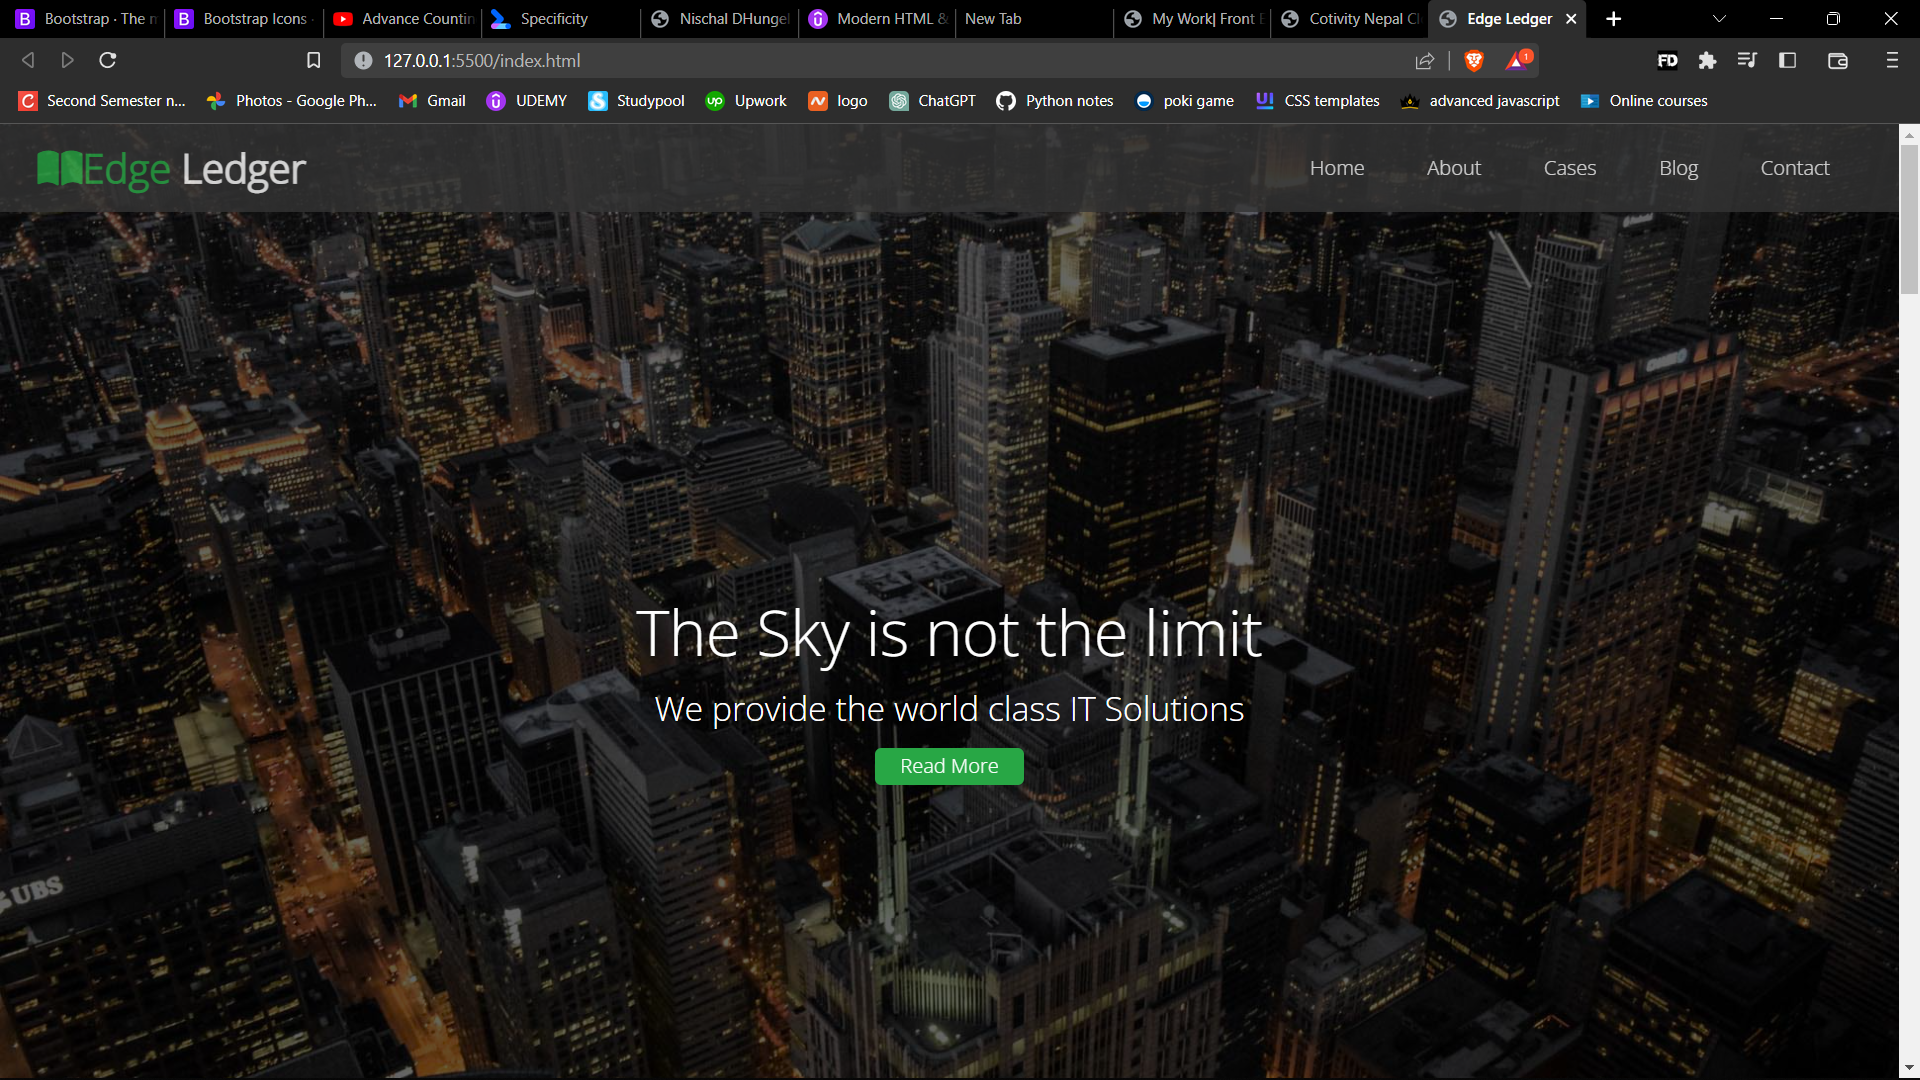 Bootstrap · The m
Bootstrap Icons
Advance Countin
Specificity
Nischal DHungel
Modern HTML &
New Tab
My Work| Front E
Cotivity Nepal Cl
Edge Ledger
127.0.0.1:5500/index.html
1
FD
Second Semester n...
Photos - Google Ph...
Gmail
UDEMY
Studypool
Upwork
logo
ChatGPT
Python notes
poki game
CSS templates
advanced javascript
Online courses
Edge Ledger
Home
About
Cases
Blog
Contact
The Sky is not the limit
We provide the world class IT Solutions
Read More
UBS